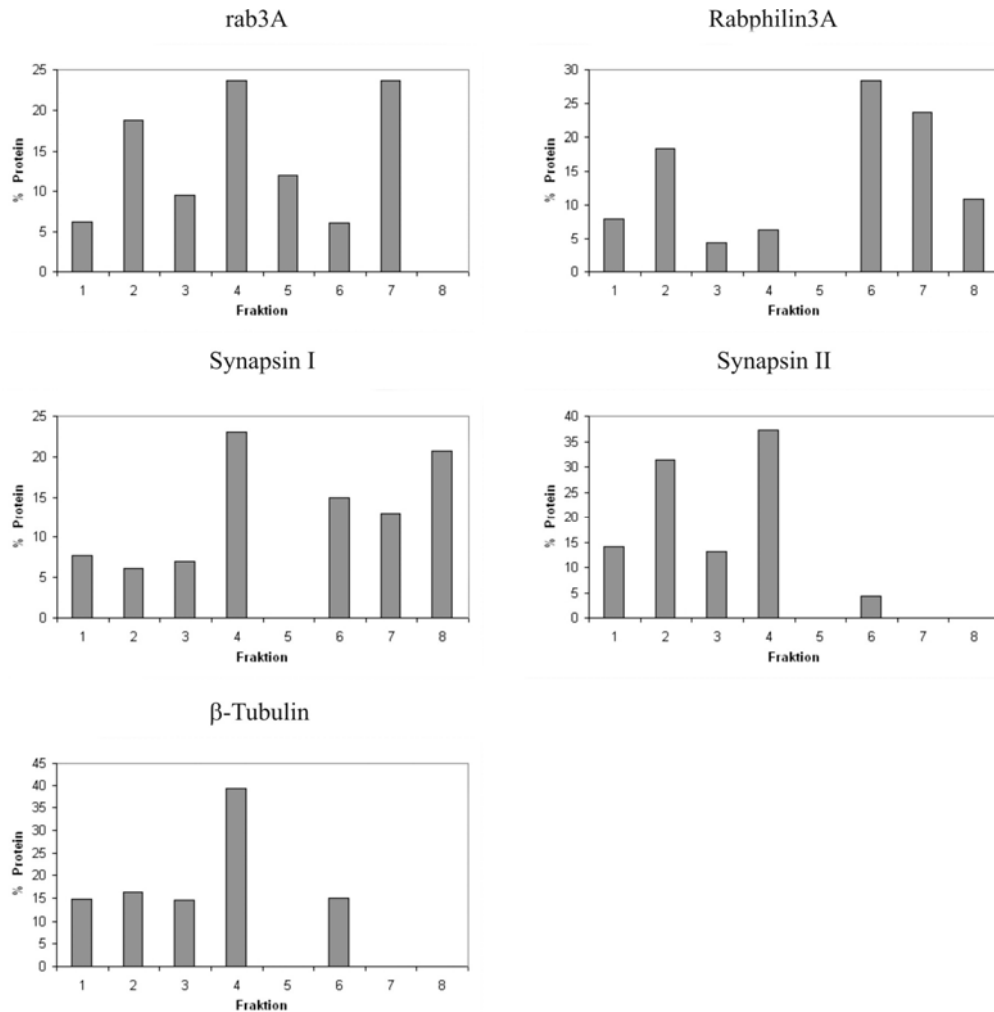 rab3A
25
20
15
10
5
0
% Protein
1 2 3 4 5 6 7 8
Fraktion
Rabphilin3A
30
25
20
15
10
5
0
% Protein
1 2 3 4 5 6 7 8
Fraktion
Synapsin I
25
20
15
10
5
0
% Protein
1 2 3 4 5 6 7 8
Fraktion
Synapsin II
40
35
30
25
20
15
10
5
0
% Protein
1 2 3 4 5 6 7 8
Fraktion
β-Tubulin
45
40
35
30
25
20
15
10
5
0
% Protein
1 2 3 4 5 6 7 8
Fraktion